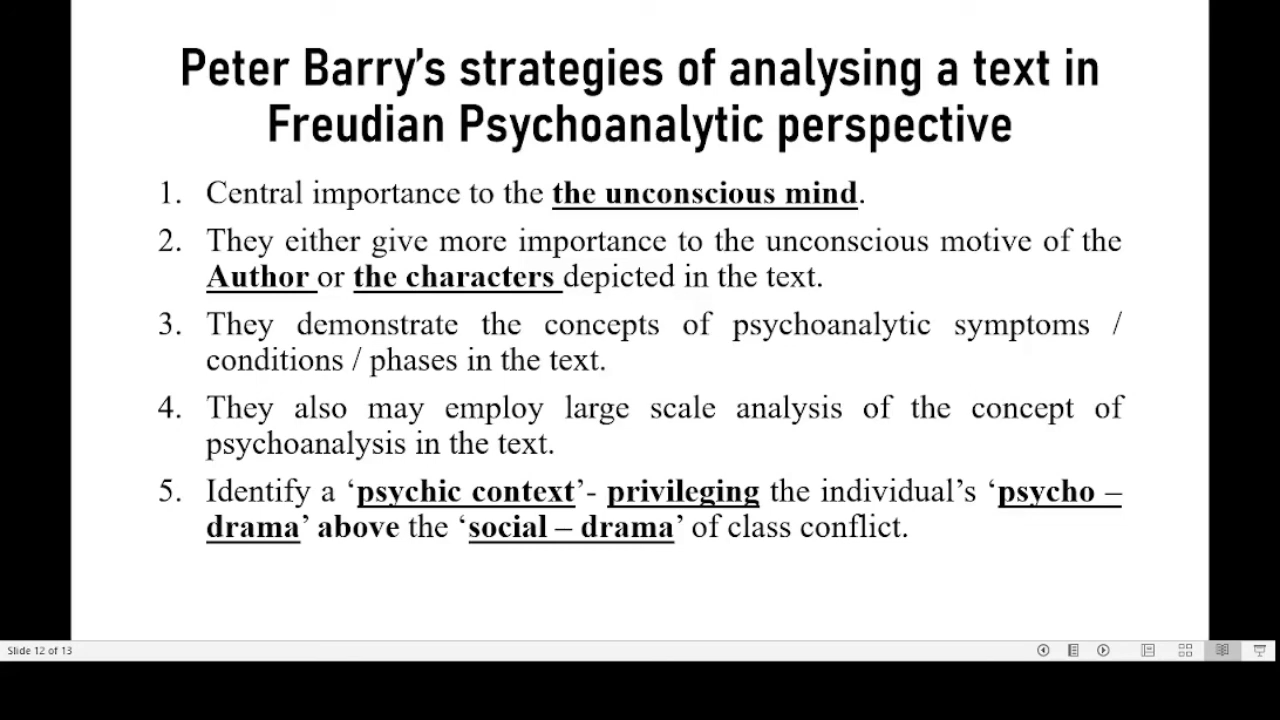 Peter Barry's strategies of analysing a text in
Freudian Psychoanalytic perspective
1. Central importance to the the unconscious mind.
2. They either give more importance to the unconscious motive of the
Author or the characters depicted in the text.
3. They demonstrate the concepts of psychoanalytic symptoms /
conditions / phases in the text.
4. They also may employ large scale analysis of the concept of
psychoanalysis in the text.
5. Identify a ‘psychic context’- privileging the individual’s ‘psycho –
drama’ above the ‘social – drama’ of class conflict.
Slide 12 of 13